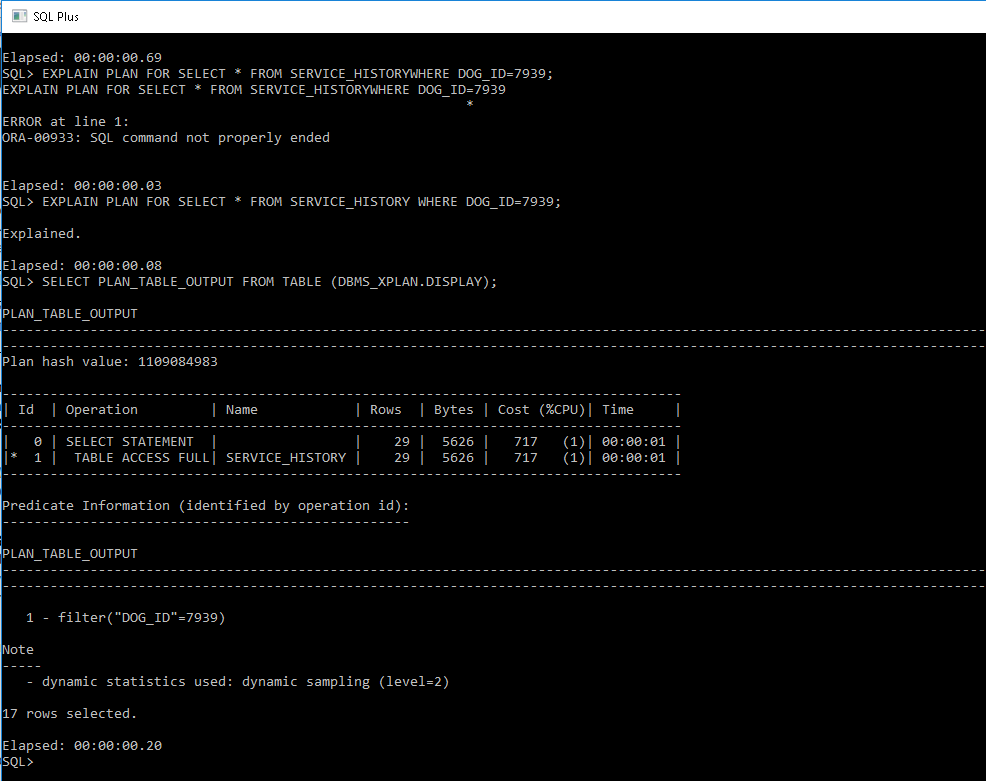 SQL Plus
Elapsed: 00:00:00.69
SQL> EXPLAIN PLAN FOR SELECT * FROM SERVICE_HISTORYWHERE DOG_ID=7939;
EXPLAIN PLAN FOR SELECT * FROM SERVICE_HISTORYWHERE DOG_ID=7939
                                                          *
ERROR at line 1:
ORA-00933: SQL command not properly ended
Elapsed: 00:00:00.03
SQL> EXPLAIN PLAN FOR SELECT * FROM SERVICE_HISTORY WHERE DOG_ID=7939;
Explained.
Elapsed: 00:00:00.08
SQL> SELECT PLAN_TABLE_OUTPUT FROM TABLE (DBMS_XPLAN.DISPLAY);
PLAN_TABLE_OUTPUT
---------------------------------------------------------------------------------------------------------------------------
---------------------------------------------------------------------------------------------------------------------------
Plan hash value: 1109084983
-------------------------------------------------------------------------------------
| Id  | Operation         | Name            | Rows  | Bytes | Cost (%CPU)| Time     |
-------------------------------------------------------------------------------------
|   0 | SELECT STATEMENT  |                 |    29 |  5626 |   717   (1)| 00:00:01 |
|*  1 |  TABLE ACCESS FULL| SERVICE_HISTORY |    29 |  5626 |   717   (1)| 00:00:01 |
-------------------------------------------------------------------------------------
Predicate Information (identified by operation id):
---------------------------------------------------
PLAN_TABLE_OUTPUT
---------------------------------------------------------------------------------------------------------------------------
---------------------------------------------------------------------------------------------------------------------------
   1 - filter("DOG_ID"=7939)
Note
-----
   - dynamic statistics used: dynamic sampling (level=2)
17 rows selected.
Elapsed: 00:00:00.20
SQL>